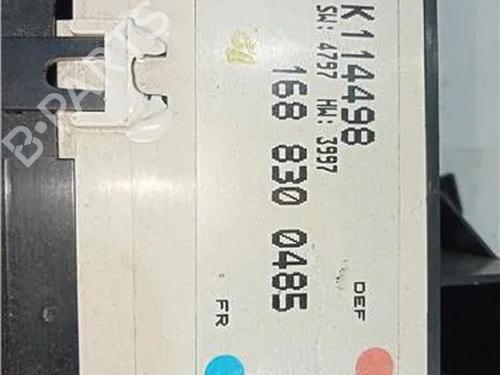 K114498
SW: 4797 HW: 3997
168 830 0485
DEF
FR
B-PARTS